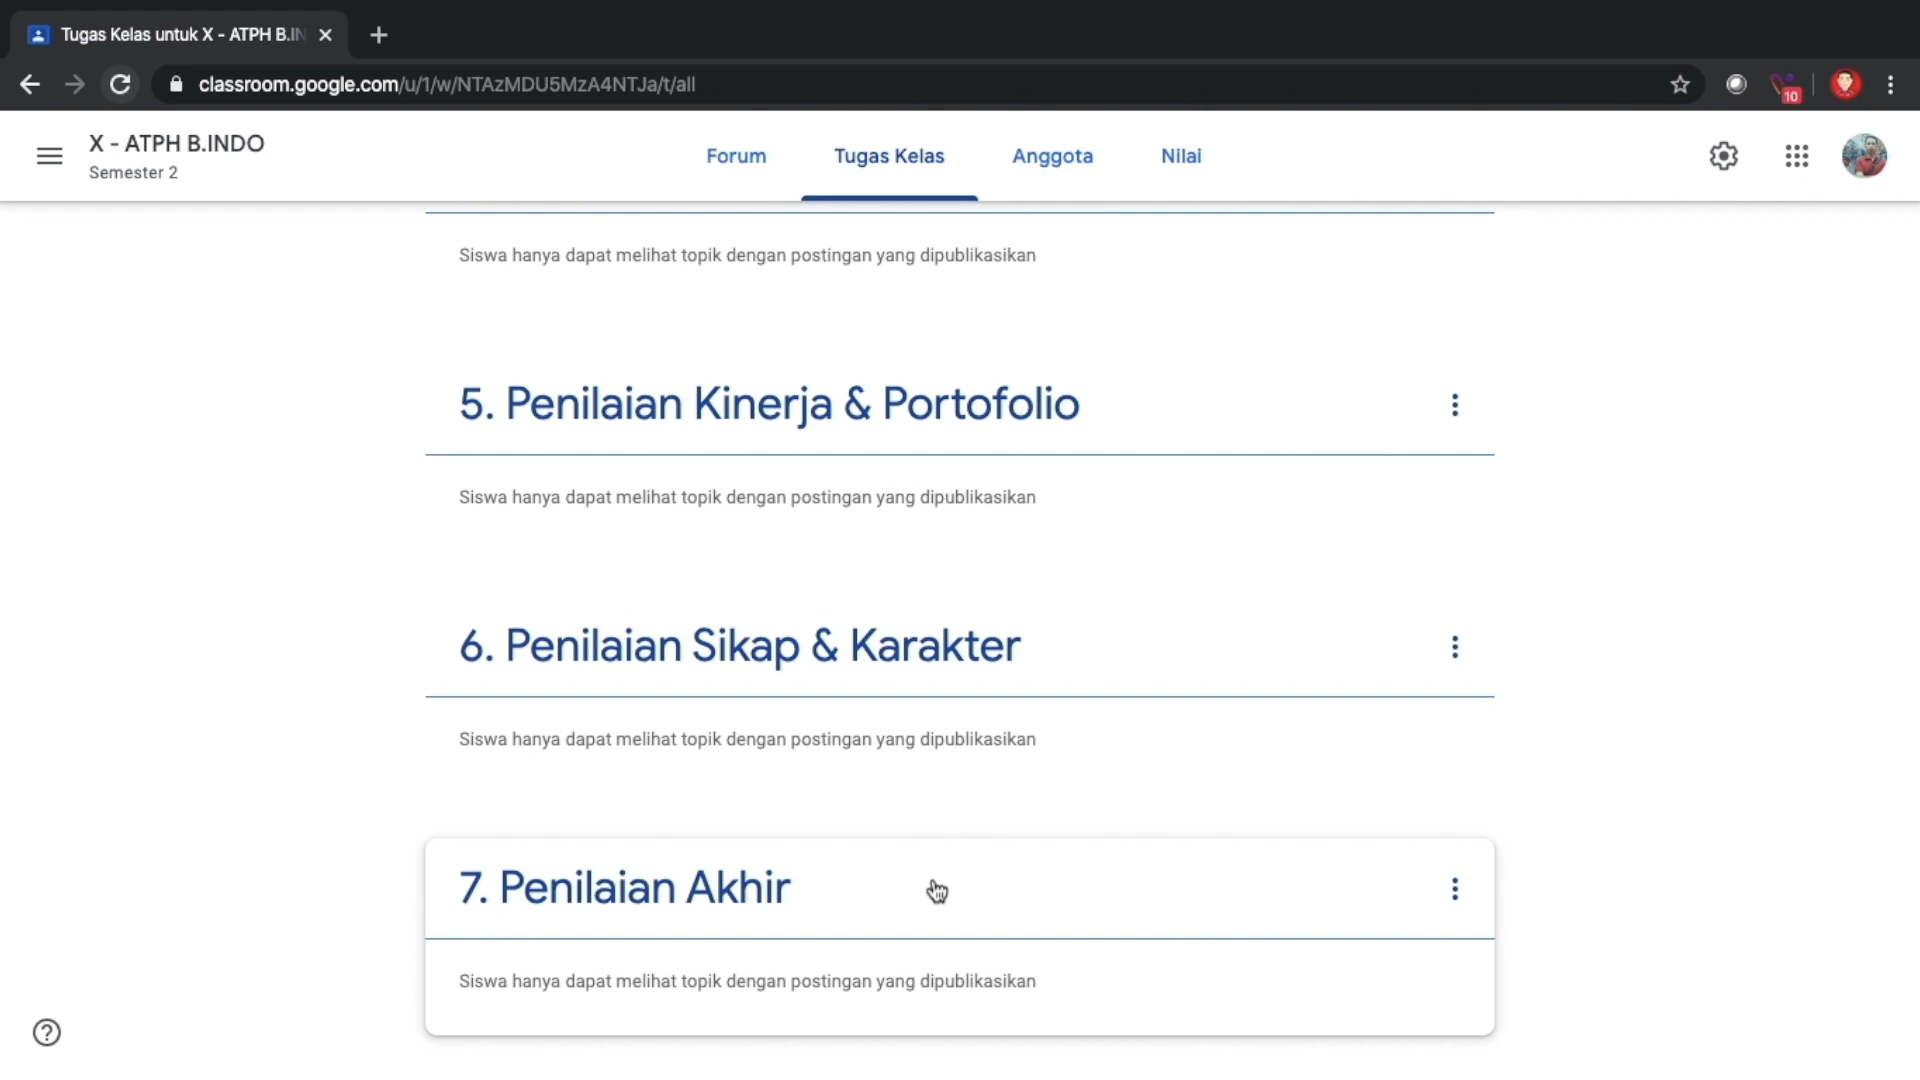 Tugas Kelas untuk X - ATPH B.IN
classroom.google.com/u/1/w/NTAzMDU5MzA4NTJa/t/all
10
X - ATPH B.INDO
Semester 2
Forum
Tugas Kelas
Anggota
Nilai
Siswa hanya dapat melihat topik dengan postingan yang dipublikasikan
5. Penilaian Kinerja & Portofolio
Siswa hanya dapat melihat topik dengan postingan yang dipublikasikan
6. Penilaian Sikap & Karakter
Siswa hanya dapat melihat topik dengan postingan yang dipublikasikan
7. Penilaian Akhir
Siswa hanya dapat melihat topik dengan postingan yang dipublikasikan